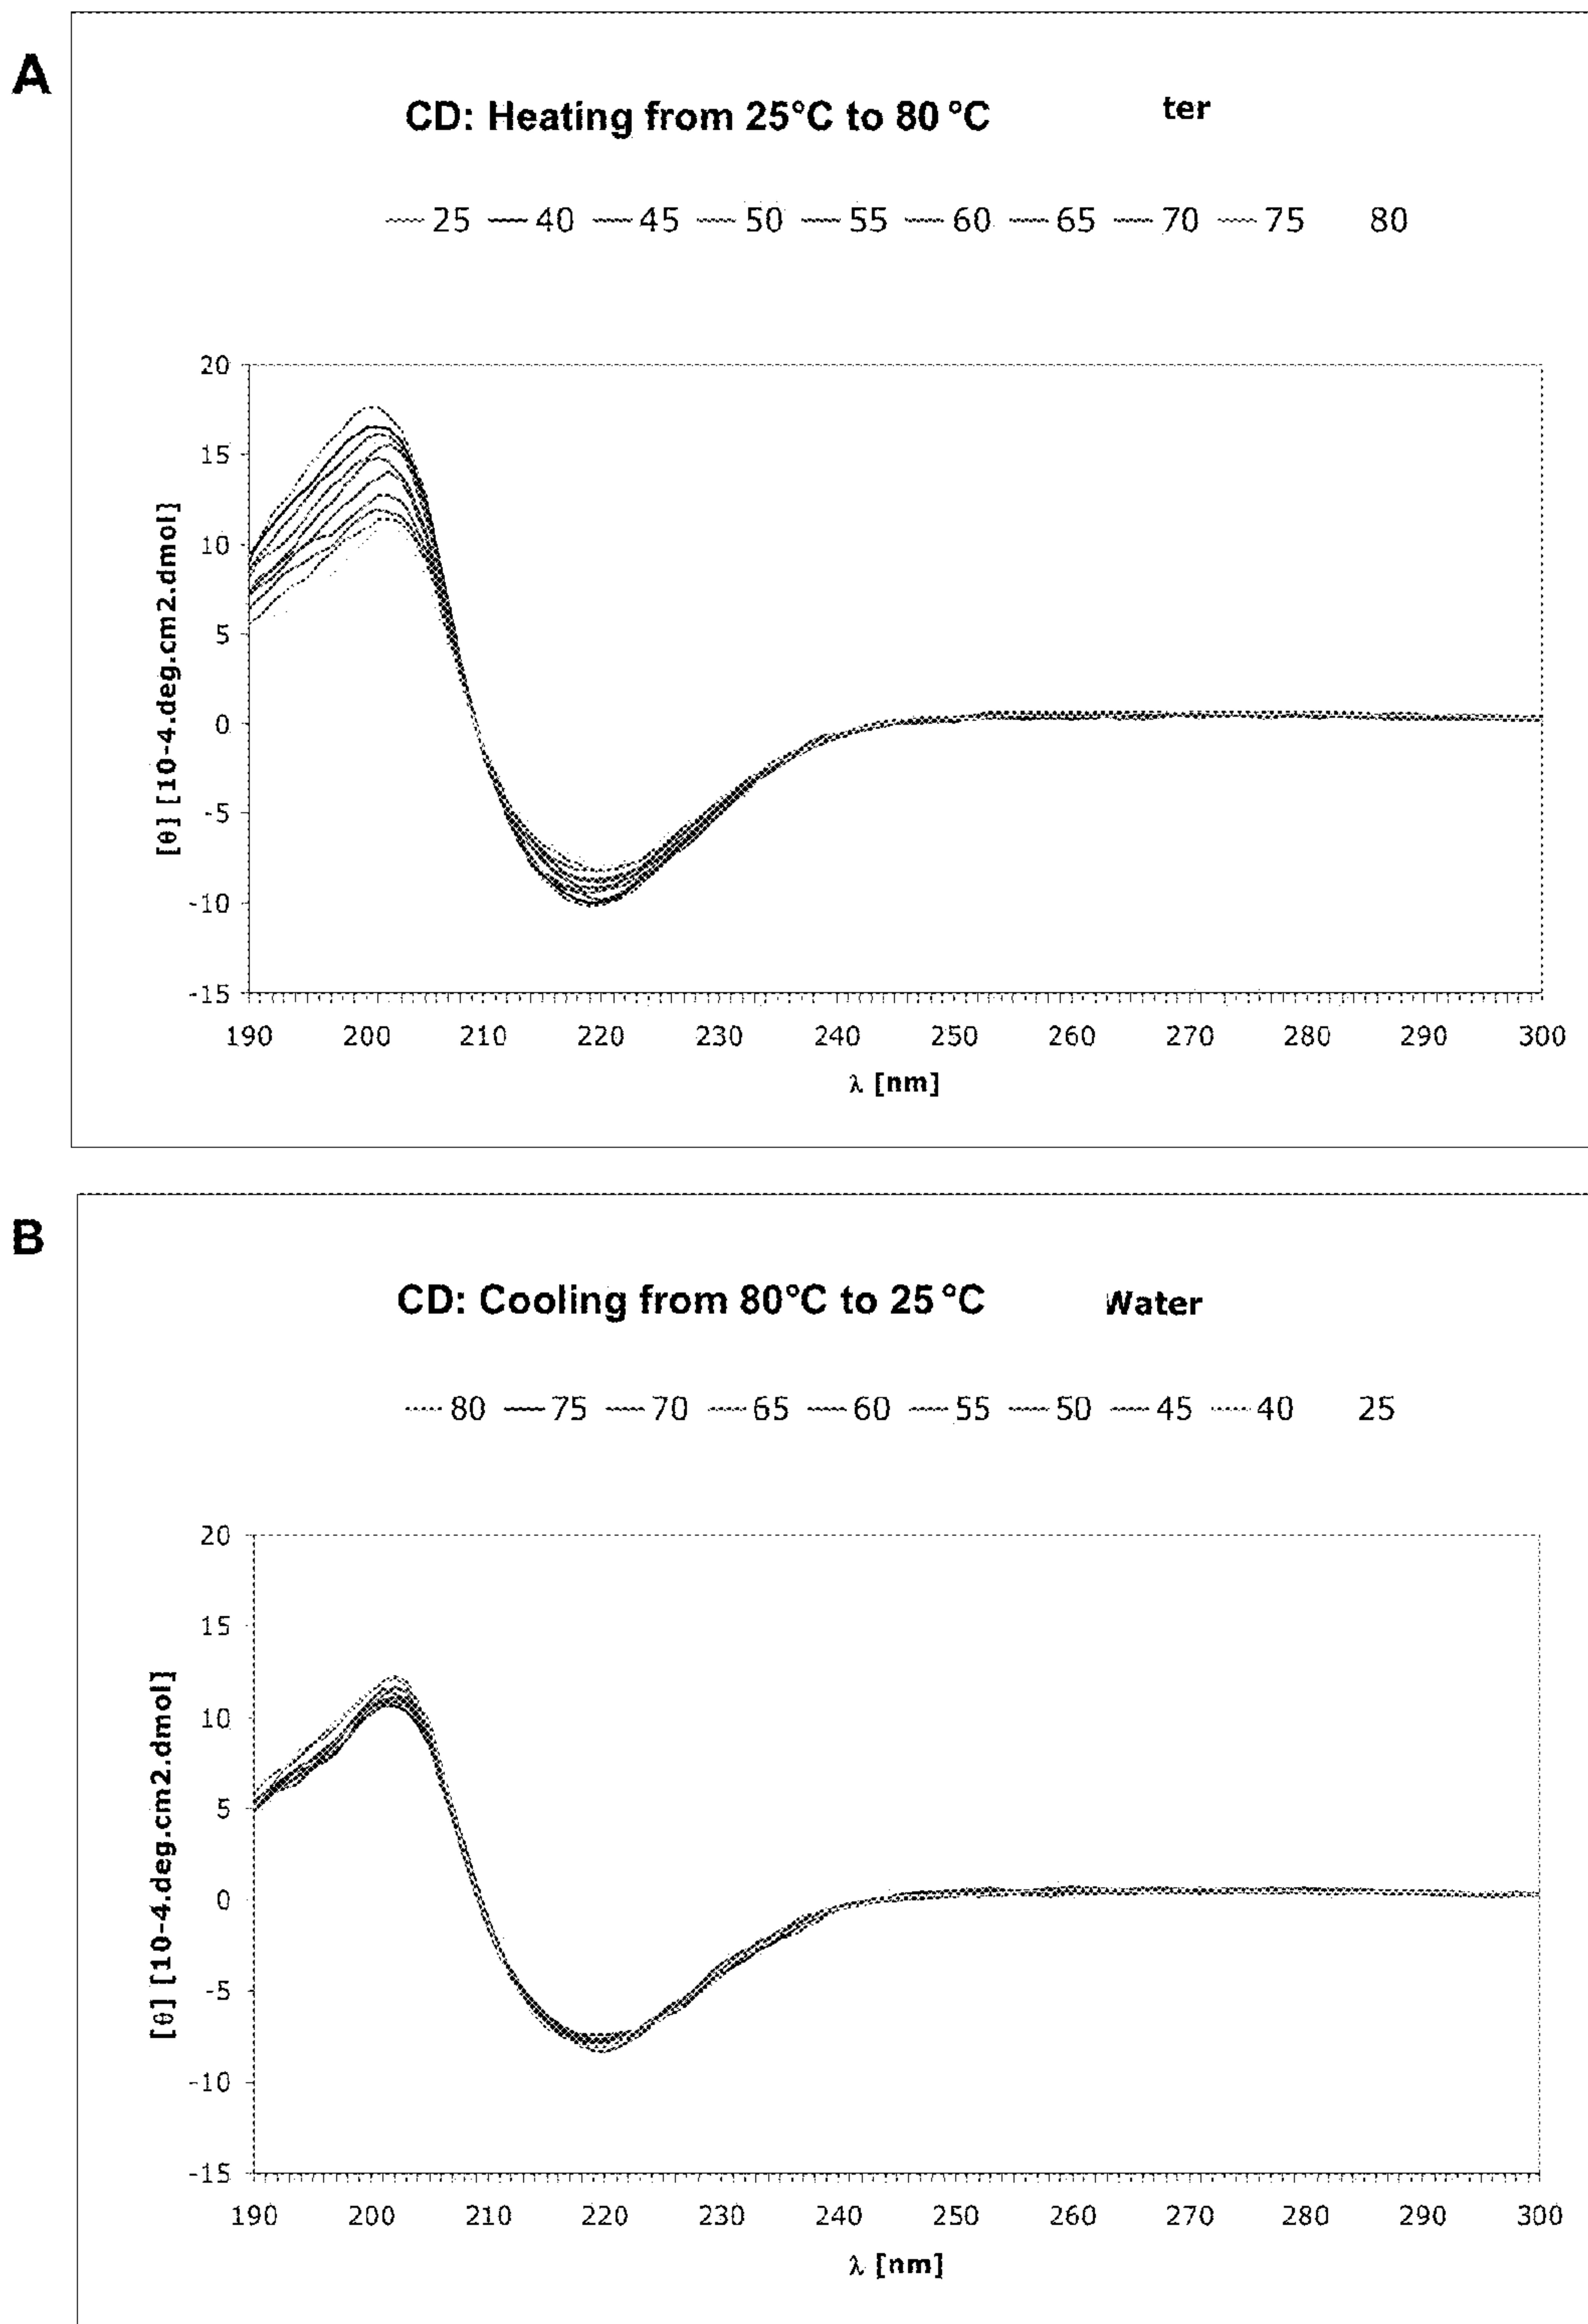 A
CD: Heating from 25°C to 80 °C ter
25 40 45 50 55 60 65 70 75 80
20
15
10
5
0
-5
-10
-15
[θ] [10-4.deg.cm2.dmol]
190 200 210 220 230 240 250 260 270 280 290 300
λ [nm]
B
CD: Cooling from 80°C to 25 °C Water
80 75 70 65 60 55 50 45 40 25
20
15
10
5
0
-5
-10
-15
[θ] [10-4.deg.cm2.dmol]
190 200 210 220 230 240 250 260 270 280 290 300
λ [nm]